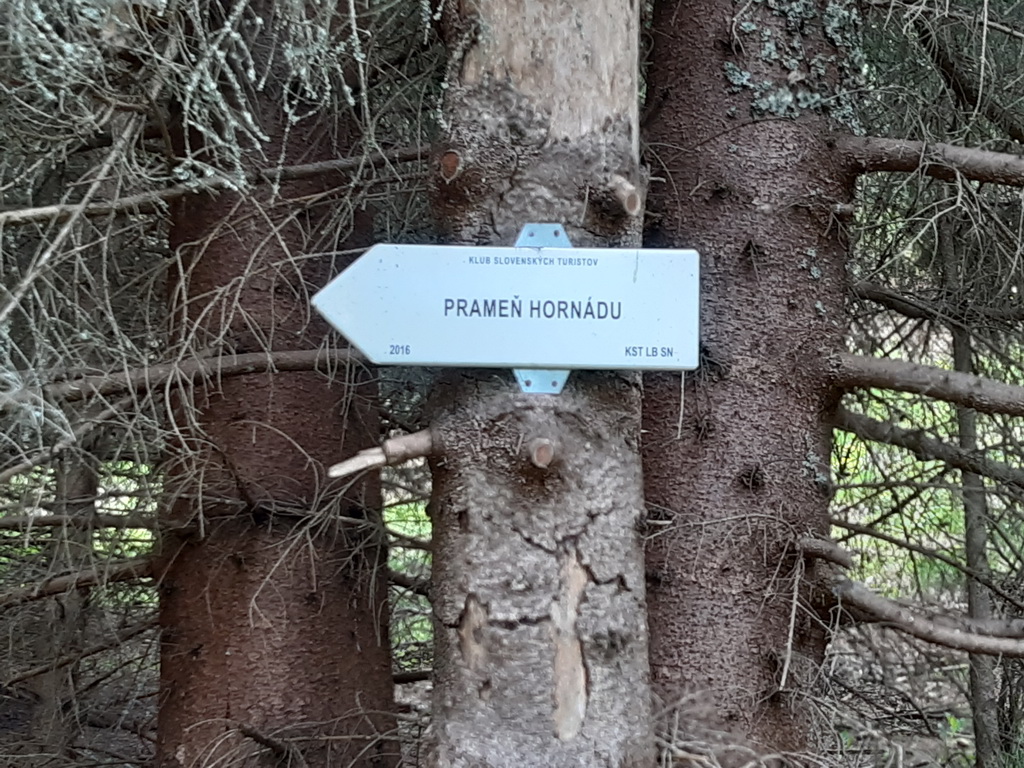 KLUB SLOVENSKÝCH TURISTOV
PRAMEŇ HORNÁDU
2016 KST LB SN